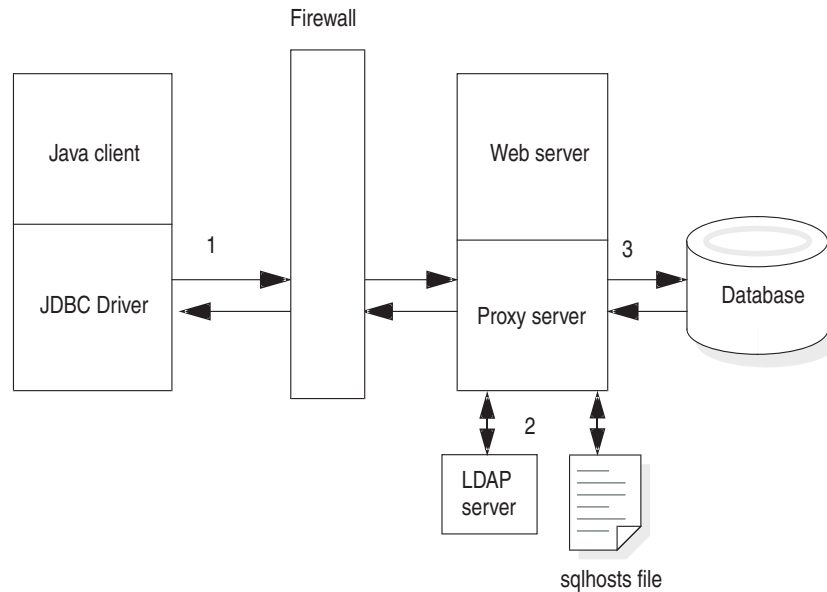 Firewall
Java client
Web server
1
3
JDBC Driver
Proxy server
Database
2
LDAP
server
sqlhosts file